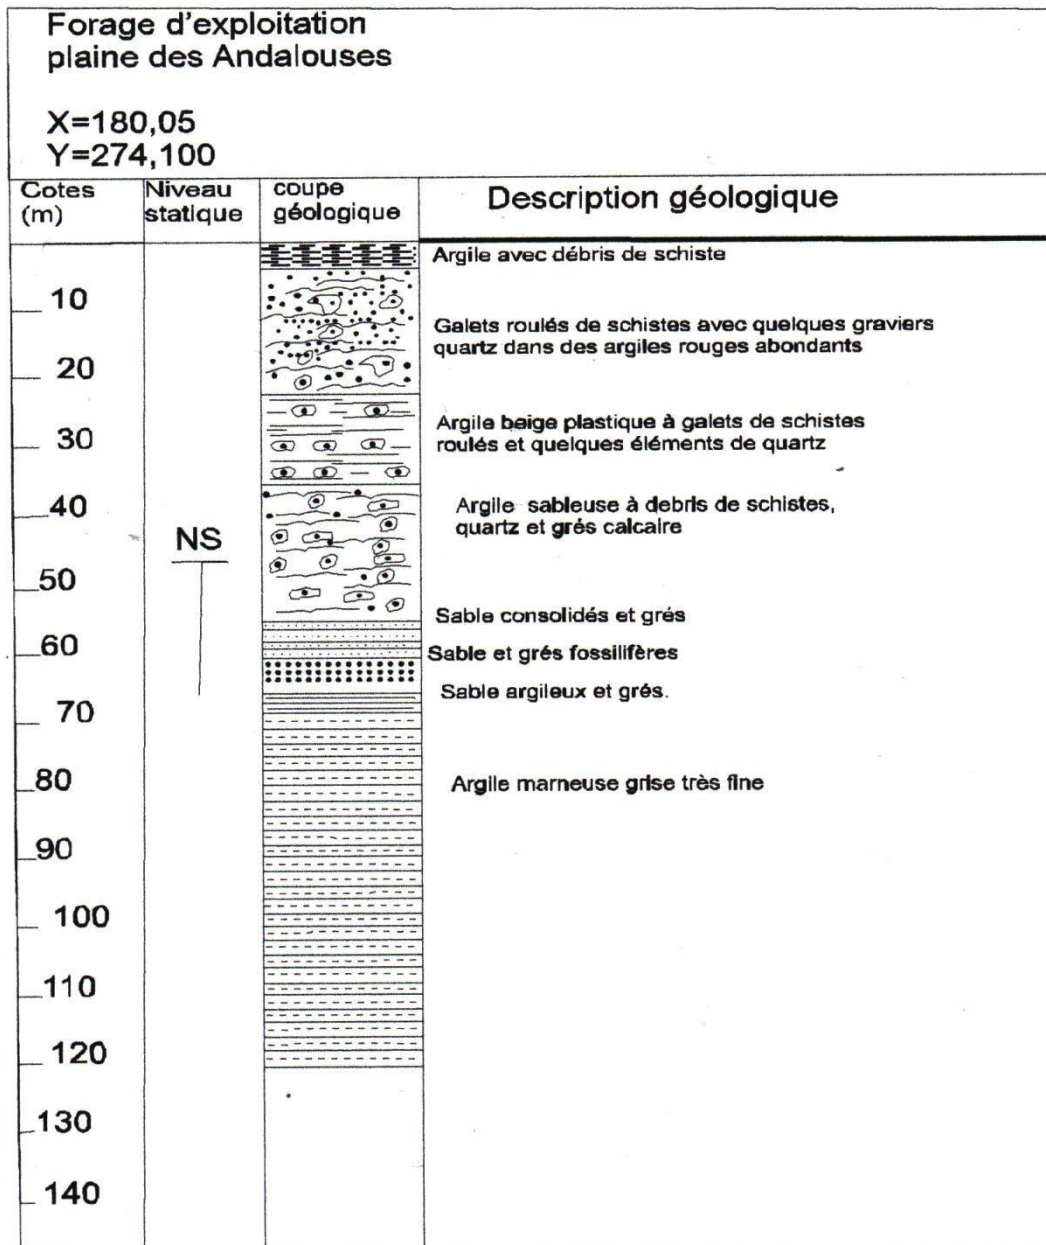 Forage d'exploitation
plaine des Andalouses
X=180,05
Y=274,100
Cotes
(m)
Niveau
statique
coupe
géologique
Description géologique
Argile avec débris de schiste
10
Galets roulés de schistes avec quelques graviers
quartz dans des argiles rouges abondants
20
Argile beige plastique à galets de schistes
roulés et quelques éléments de quartz
30
40
Argile sableuse à debris de schistes,
quartz et grés calcaire
NS
50
Sable consolidés et grés
60
Sable et grés fossilifères
Sable argileux et grés.
70
80
Argile marneuse grise très fine
90
100
110
120
130
140